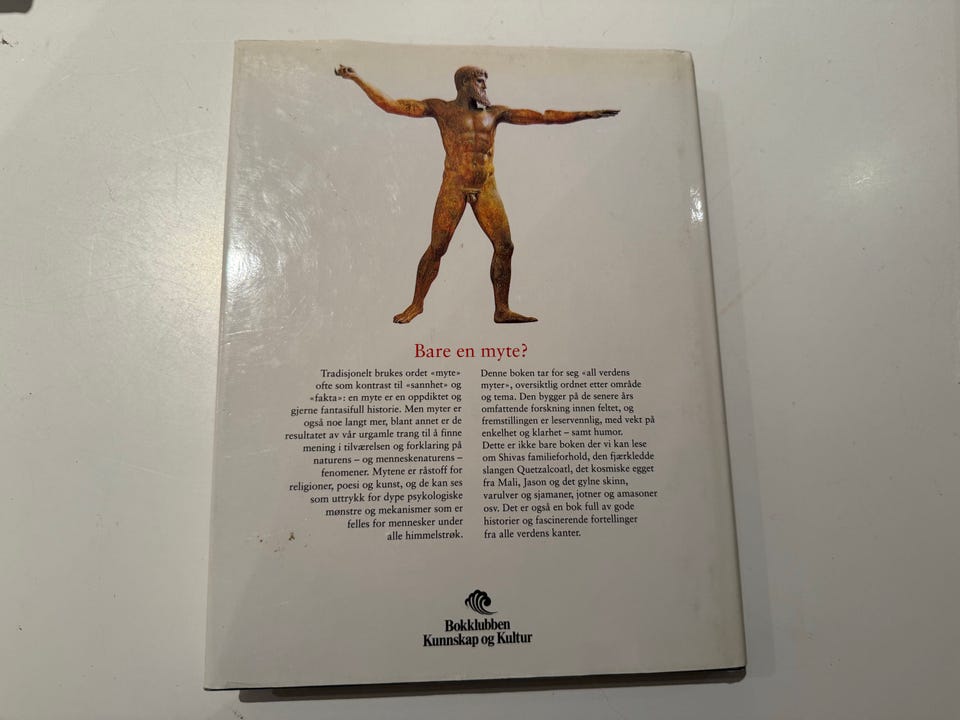 Bare en myte?
Tradisjonelt brukes ordet «myte»
ofte som kontrast til «sannhet» og
«fakta»: en myte er en oppdiktet og
gjerne fantasifull historie. Men myter er
også noe langt mer, blant annet er de
resultatet av vår urgamle trang til å finne
mening i tilværelsen og forklaring på
naturens – og menneskenaturens –
fenomener. Mytene er råstoff for
religioner, poesi og kunst, og de kan ses
som uttrykk for dype psykologiske
mønstre og mekanismer som er
felles for mennesker under
alle himmelstrøk.
Denne boken tar for seg «all verdens
myter», oversiktlig ordnet etter område
og tema. Den bygger på de senere års
omfattende forskning innen feltet, og
fremstillingen er leservennlig, med vekt på
enkelhet og klarhet – samt humor.
Dette er ikke bare boken der vi kan lese
om Shivas familieforhold, den fjærkledde
slangen Quetzalcoatl, det kosmiske egget
fra Mali, Jason og det gylne skinn,
varulver og sjamaner, jotner og amasoner
osv. Det er også en bok full av gode
historier og fascinerende fortellinger
fra alle verdens kanter.
Bokklubben
Kunnskap og Kultur